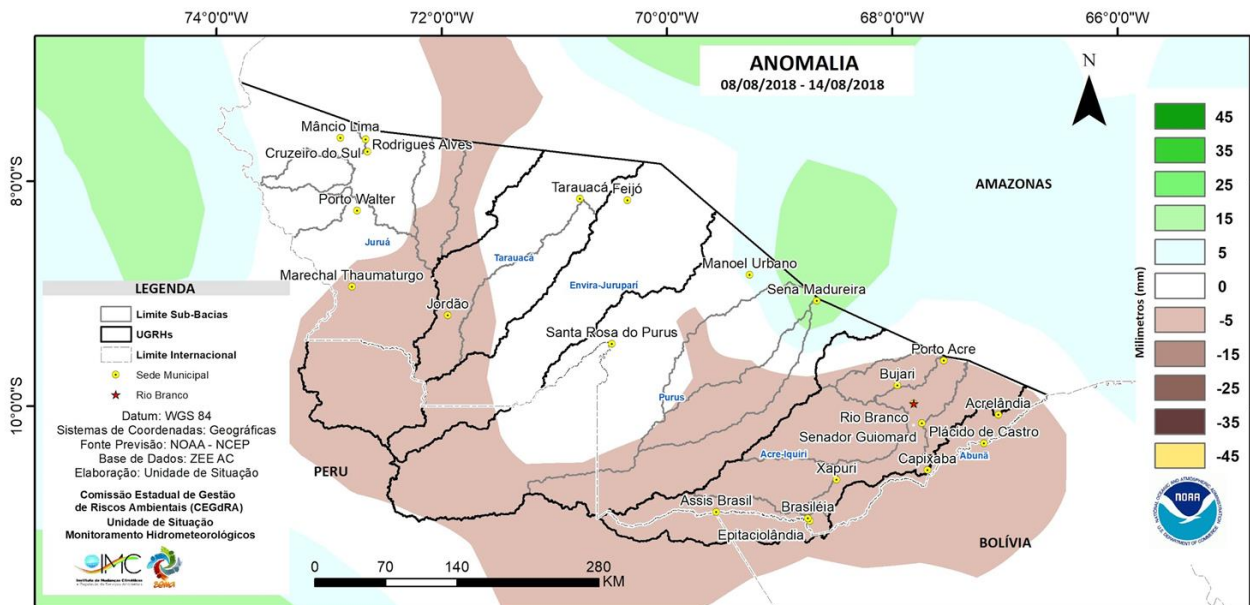 74°0'0"W 72°0'0"W 70°0'0"W 68°0'0"W 66°0'0"W
ANOMALIA
08/08/2018 - 14/08/2018
N
8°0'0"S
10°0'0"S
Mâncio Lima
Rodrigues Alves
Cruzeiro do Sul
Porto Walter
Juruá
Marechal Thaumaturgo
Jordão
Tarauacá
Feijó
Tarauacá
Envira-Jurupari
Manoel Urbano
Sena Madureira
Santa Rosa do Purus
Purus
Porto Acre
Bujari
Rio Branco
Acrelândia
Senador Guiomard
Plácido de Castro
Acre-Iquiri
Capixaba
Abunã
Xapuri
Assis Brasil
Brasiléia
Epitaciolândia
AMAZONAS
PERU
BOLÍVIA
LEGENDA
Limite Sub-Bacias
UGRHs
Limite Internacional
Sede Municipal
Rio Branco
Datum: WGS 84
Sistemas de Coordenadas: Geográficas
Fonte Previsão: NOAA - NCEP
Base de Dados: ZEE AC
Elaboração: Unidade de Situação
Comissão Estadual de Gestão
de Riscos Ambientais (CEGdRA)
Unidade de Situação
Monitoramento Hidrometeorológicos
IMC
0 70 140 280
KM
Milimetros (mm)
45
35
25
15
5
0
-5
-15
-25
-35
-45
NOAA